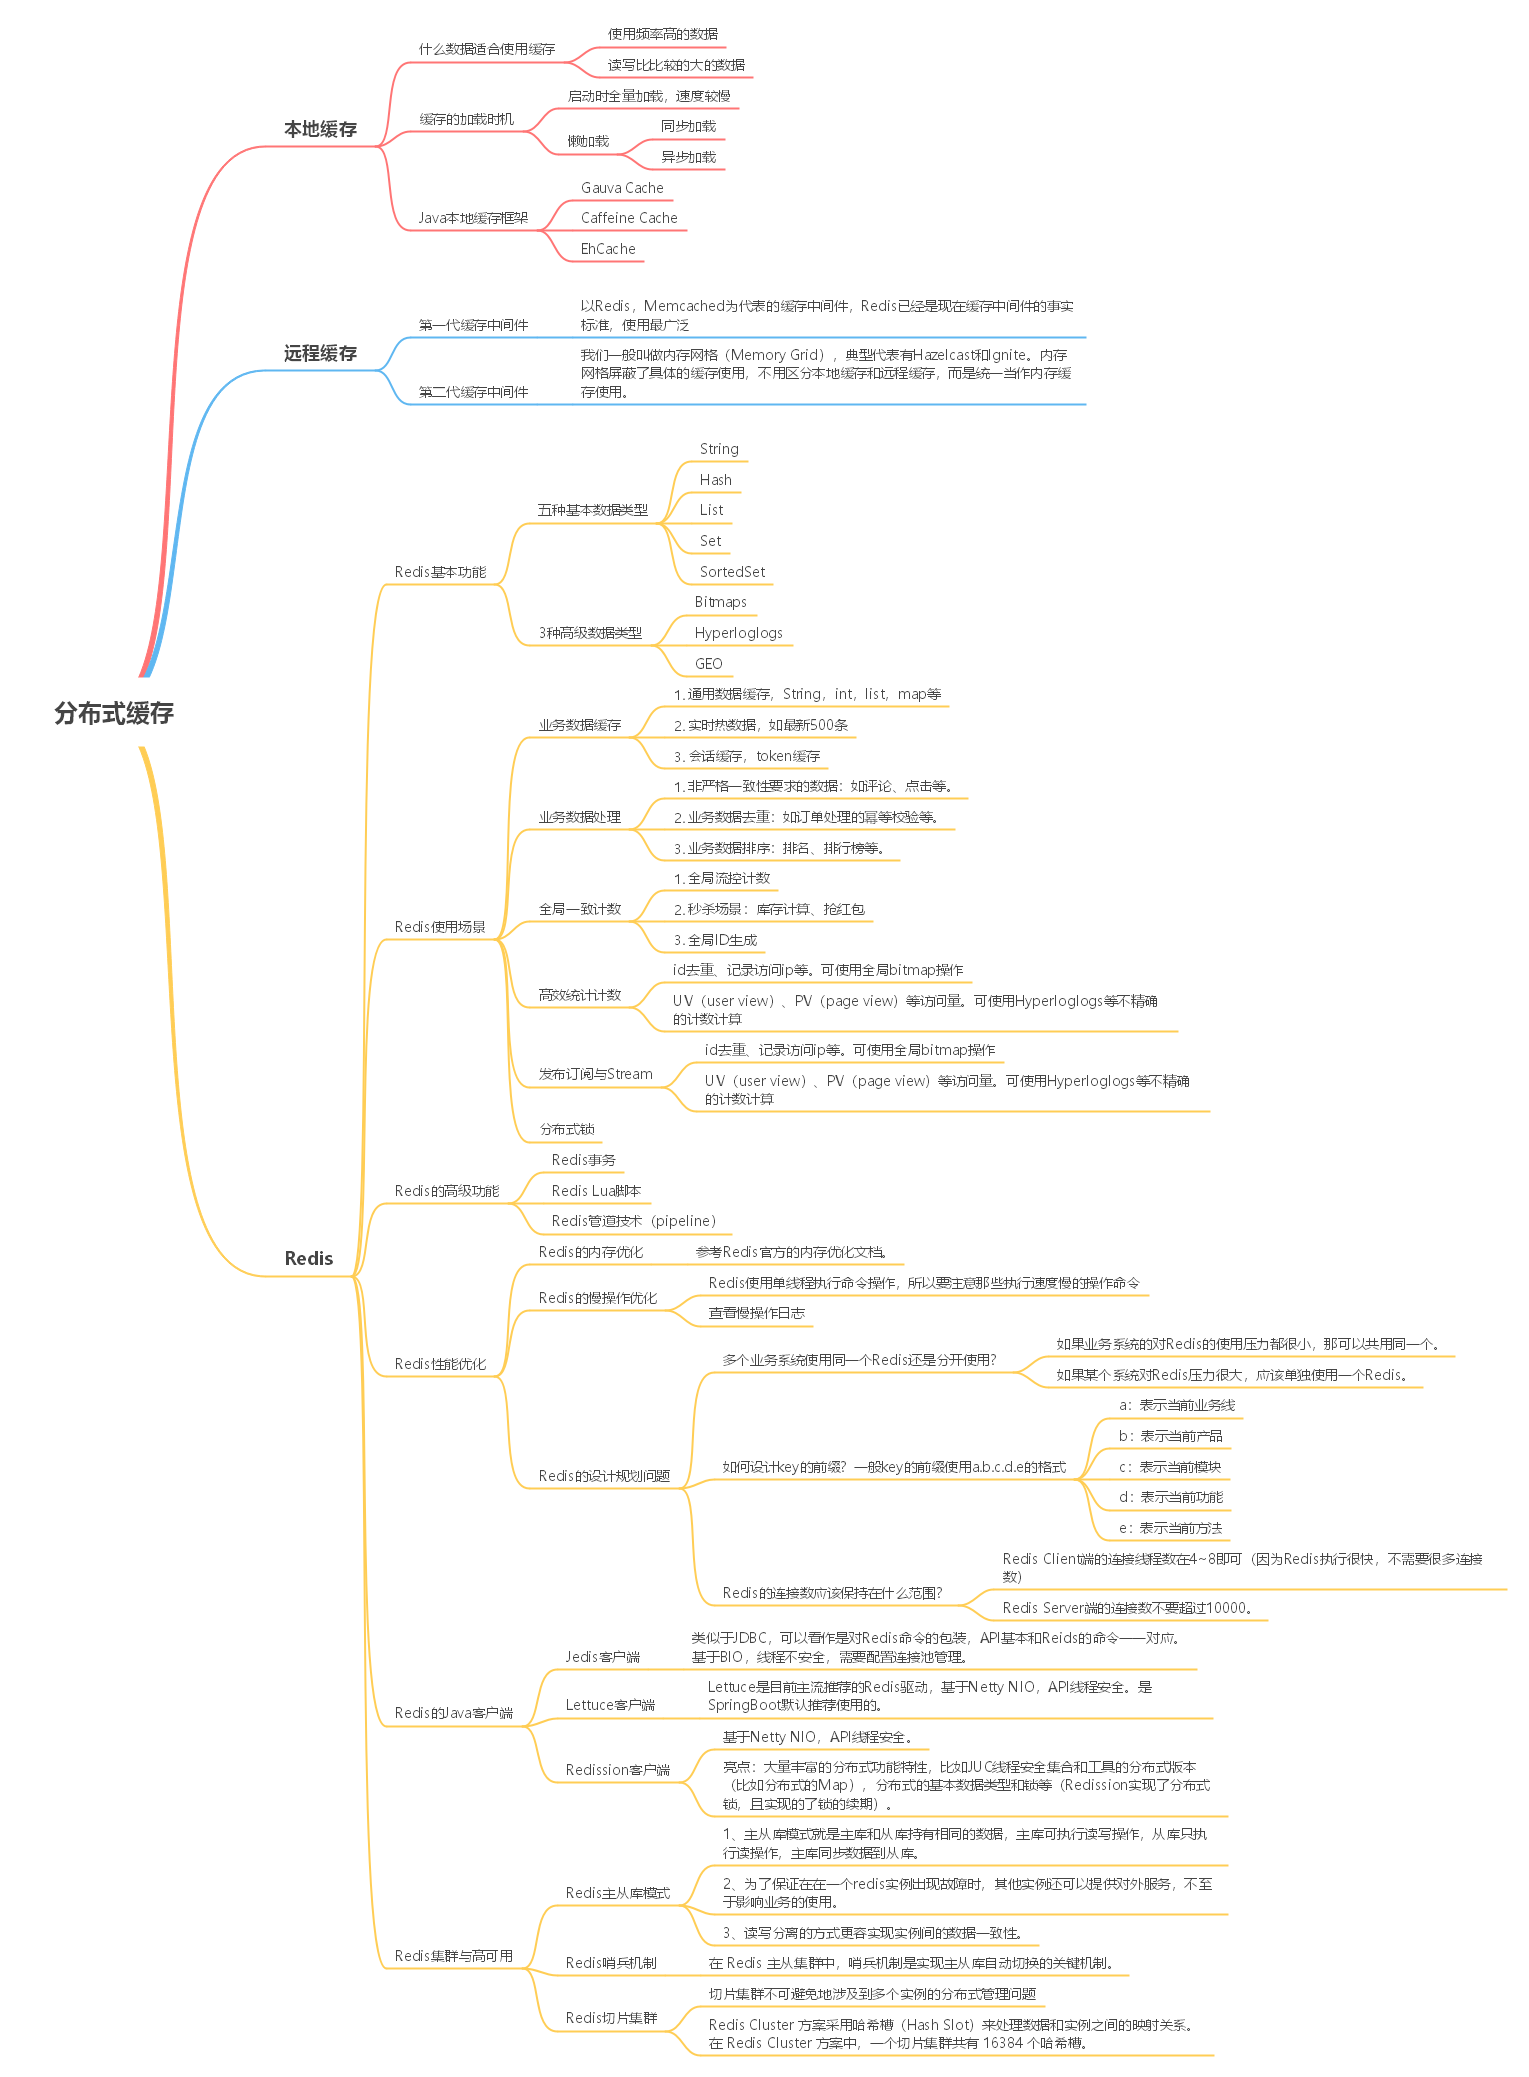 分布式缓存
本地缓存
什么数据适合使用缓存
使用频率高的数据
读写比比较的大的数据
缓存的加载时机
启动时全量加载，速度较慢
懒加载
同步加载
异步加载
Java本地缓存框架
Gauva Cache
Caffeine Cache
EhCache
远程缓存
第一代缓存中间件
以Redis，Memcached为代表的缓存中间件，Redis已经是现在缓存中间件的事实
标准，使用最广泛
第二代缓存中间件
我们一般叫做内存网格（Memory Grid），典型代表有Hazelcast和Ignite。内存
网格屏蔽了具体的缓存使用，不用区分本地缓存和远程缓存，而是统一当作内存缓
存使用。
Redis
Redis基本功能
五种基本数据类型
String
Hash
List
Set
SortedSet
3种高级数据类型
Bitmaps
Hyperloglogs
GEO
Redis使用场景
业务数据缓存
1. 通用数据缓存，String，int，list，map等
2. 实时热数据，如最新500条
3. 会话缓存，token缓存
业务数据处理
1. 非严格一致性要求的数据：如评论、点击等。
2. 业务数据去重：如订单处理的幂等校验等。
3. 业务数据排序：排名、排行榜等。
全局一致计数
1. 全局流控计数
2. 秒杀场景：库存计算、抢红包
3. 全局ID生成
高效统计计数
id去重、记录访问ip等。可使用全局bitmap操作
UV（user view）、PV（page view）等访问量。可使用Hyperloglogs等不精确
的计数计算
发布订阅与Stream
id去重、记录访问ip等。可使用全局bitmap操作
UV（user view）、PV（page view）等访问量。可使用Hyperloglogs等不精确
的计数计算
分布式锁
Redis的高级功能
Redis事务
Redis Lua脚本
Redis管道技术（pipeline）
Redis性能优化
Redis的内存优化
参考Redis官方的内存优化文档。
Redis的慢操作优化
Redis使用单线程执行命令操作，所以要注意那些执行速度慢的操作命令
查看慢操作日志
Redis的设计规划问题
多个业务系统使用同一个Redis还是分开使用？
如果业务系统的对Redis的使用压力都很小，那可以共用同一个。
如果某个系统对Redis压力很大，应该单独使用一个Redis。
如何设计key的前缀？一般key的前缀使用a.b.c.d.e的格式
a：表示当前业务线
b：表示当前产品
c：表示当前模块
d：表示当前功能
e：表示当前方法
Redis的连接数应该保持在什么范围？
Redis Client端的连接线程数在4~8即可（因为Redis执行很快，不需要很多连接
数）
Redis Server端的连接数不要超过10000。
Redis的Java客户端
Jedis客户端
类似于JDBC，可以看作是对Redis命令的包装，API基本和Reids的命令一一对应。
基于BIO，线程不安全，需要配置连接池管理。
Lettuce客户端
Lettuce是目前主流推荐的Redis驱动，基于Netty NIO，API线程安全。是
SpringBoot默认推荐使用的。
Redission客户端
基于Netty NIO，API线程安全。
亮点：大量丰富的分布式功能特性，比如JUC线程安全集合和工具的分布式版本
（比如分布式的Map），分布式的基本数据类型和锁等（Redission实现了分布式
锁，且实现的了锁的续期）。
Redis集群与高可用
Redis主从库模式
1、主从库模式就是主库和从库持有相同的数据，主库可执行读写操作，从库只执
行读操作，主库同步数据到从库。
2、为了保证在在一个redis实例出现故障时，其他实例还可以提供对外服务，不至
于影响业务的使用。
3、读写分离的方式更容实现实例间的数据一致性。
Redis哨兵机制
在 Redis 主从集群中，哨兵机制是实现主从库自动切换的关键机制。
Redis切片集群
切片集群不可避免地涉及到多个实例的分布式管理问题
Redis Cluster 方案采用哈希槽（Hash Slot）来处理数据和实例之间的映射关系。
在 Redis Cluster 方案中，一个切片集群共有 16384 个哈希槽。